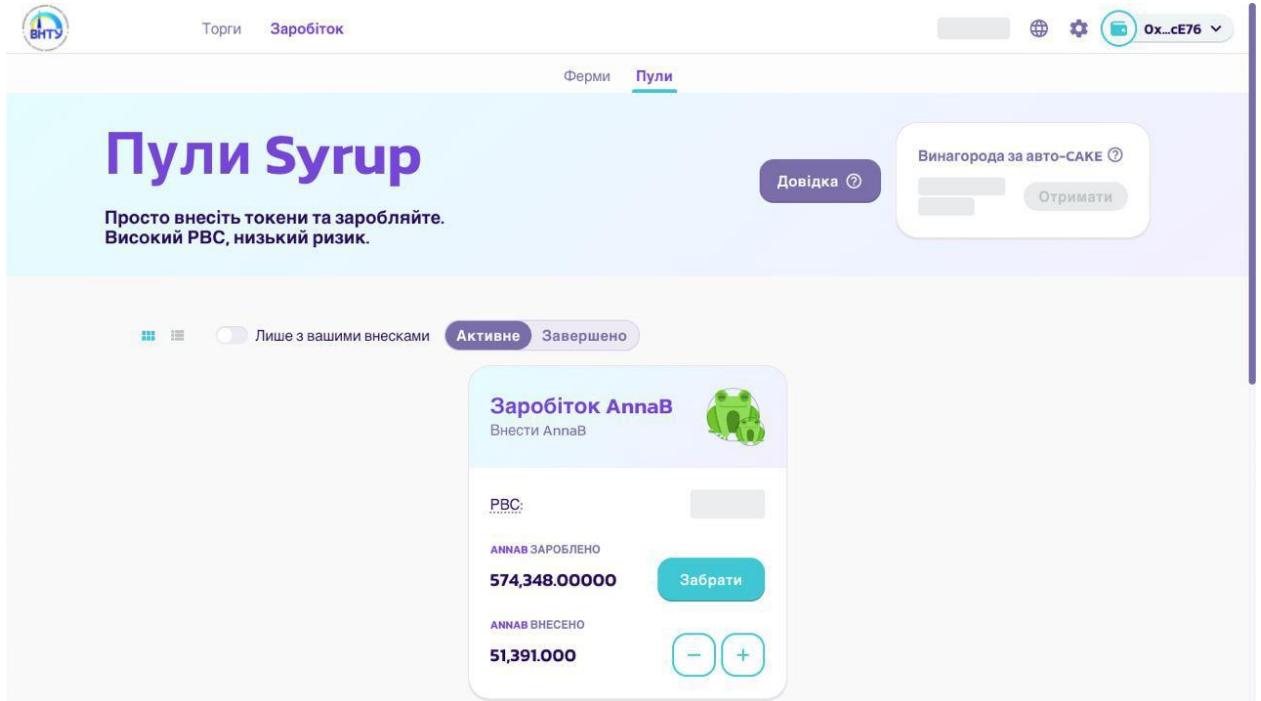 ВНТУ
Торги Заробіток
0x...cE76
Ферми Пули
Пули Syrup
Просто внесіть токени та заробляйте.
Високий РВС, низький ризик.
Довідка
Винагорода за авто-CAKE
Отримати
Лише з вашими внесками Активне Завершено
Заробіток AnnaB
Внести AnnaB
РВС:
ANNAB ЗАРОБЛЕНО
574,348.00000 Забрати
ANNAB ВНЕСЕНО
51,391.000 − +